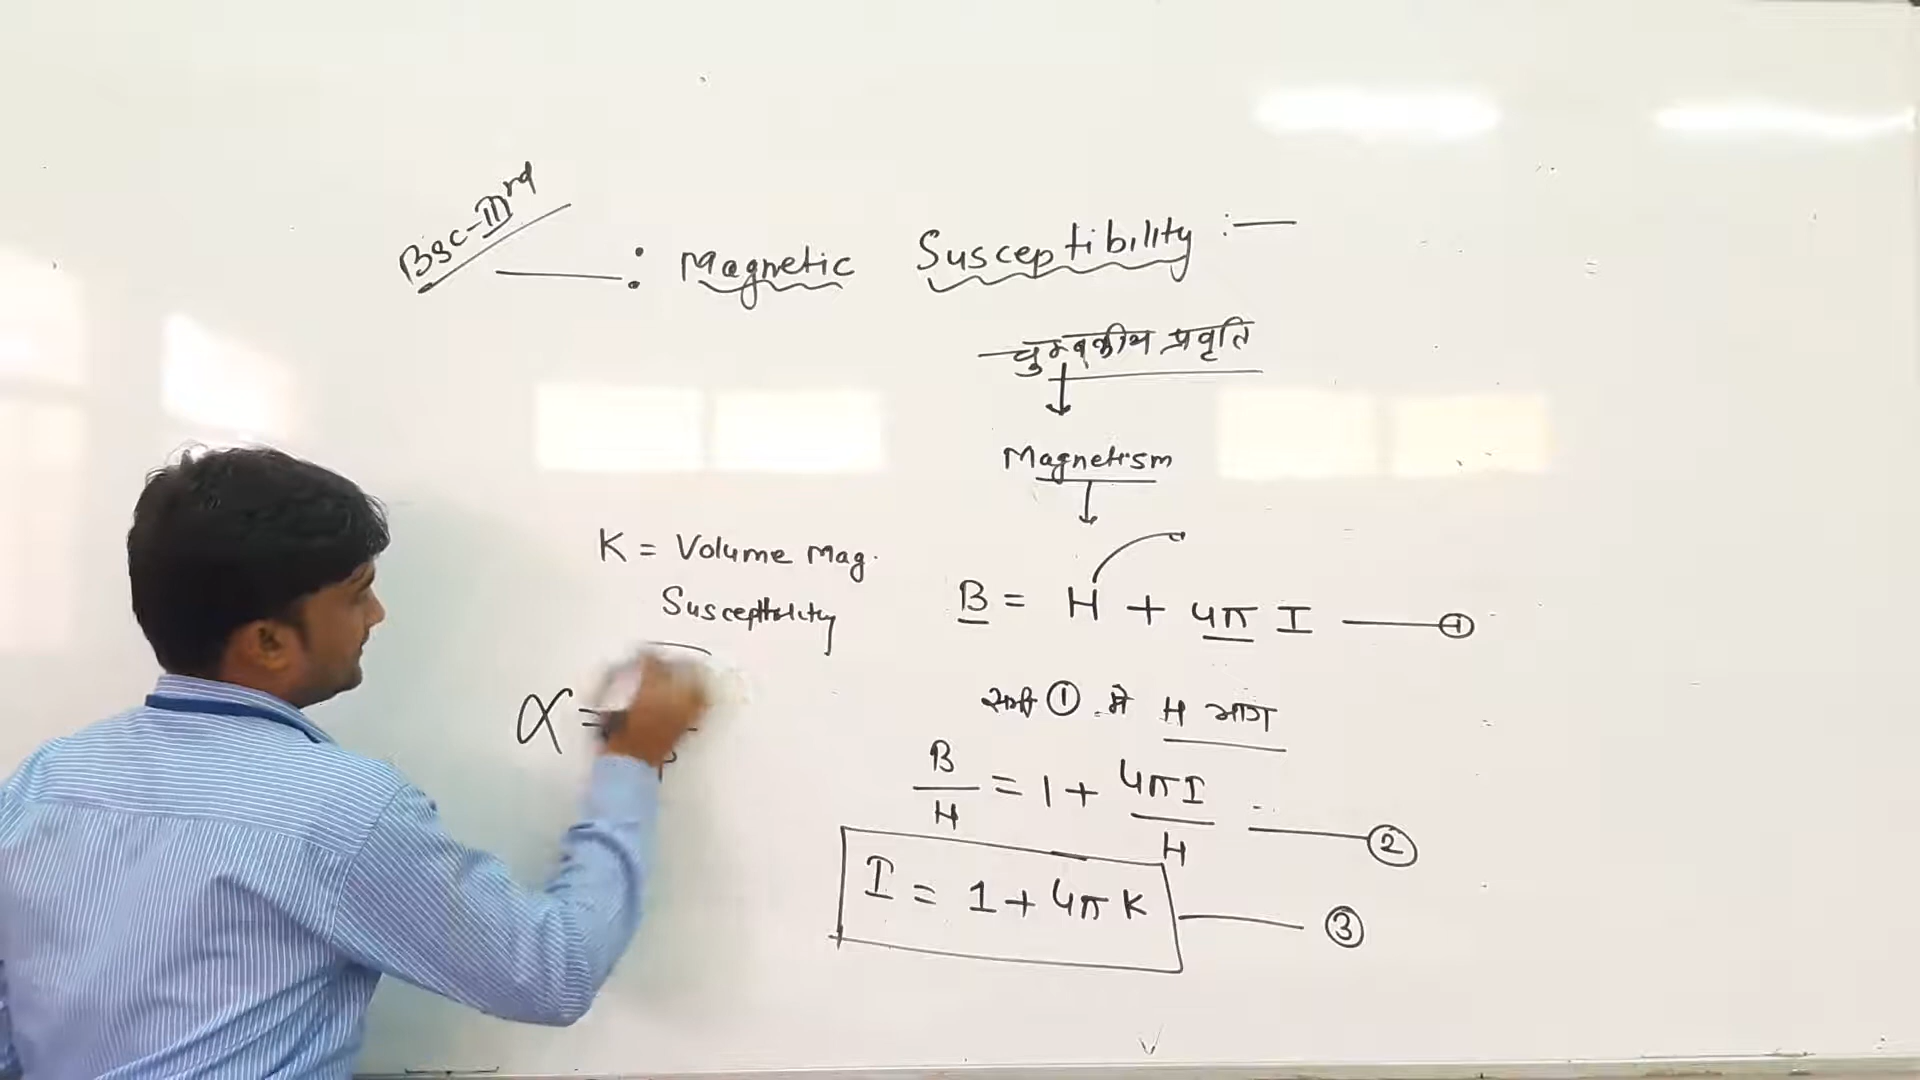 Bsc-IIIrd
: Magnetic Susceptibility :—
चुम्बकीय प्रवृति
Magnetism
K = Volume Mag.
B = H + 4π I — ①
समी ① में H भाग
B/H = 1 + 4πI/H — ②
I = 1 + 4π K — ③
α =